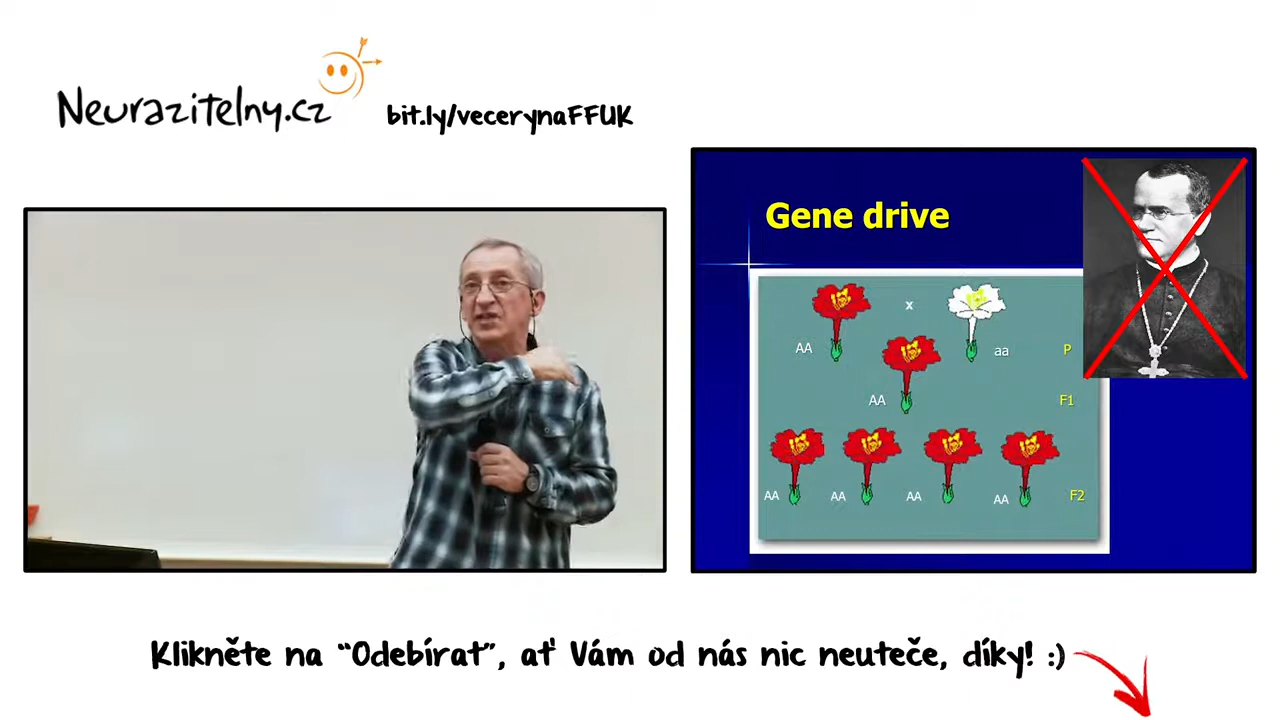 Neurazitelny.cz
bit.ly/vecerynaFFUK
Gene drive
x
AA
aa
P
AA
F1
AA
AA
AA
AA
F2
Klikněte na “Odebírat”, ať Vám od nás nic neuteče, díky! :)